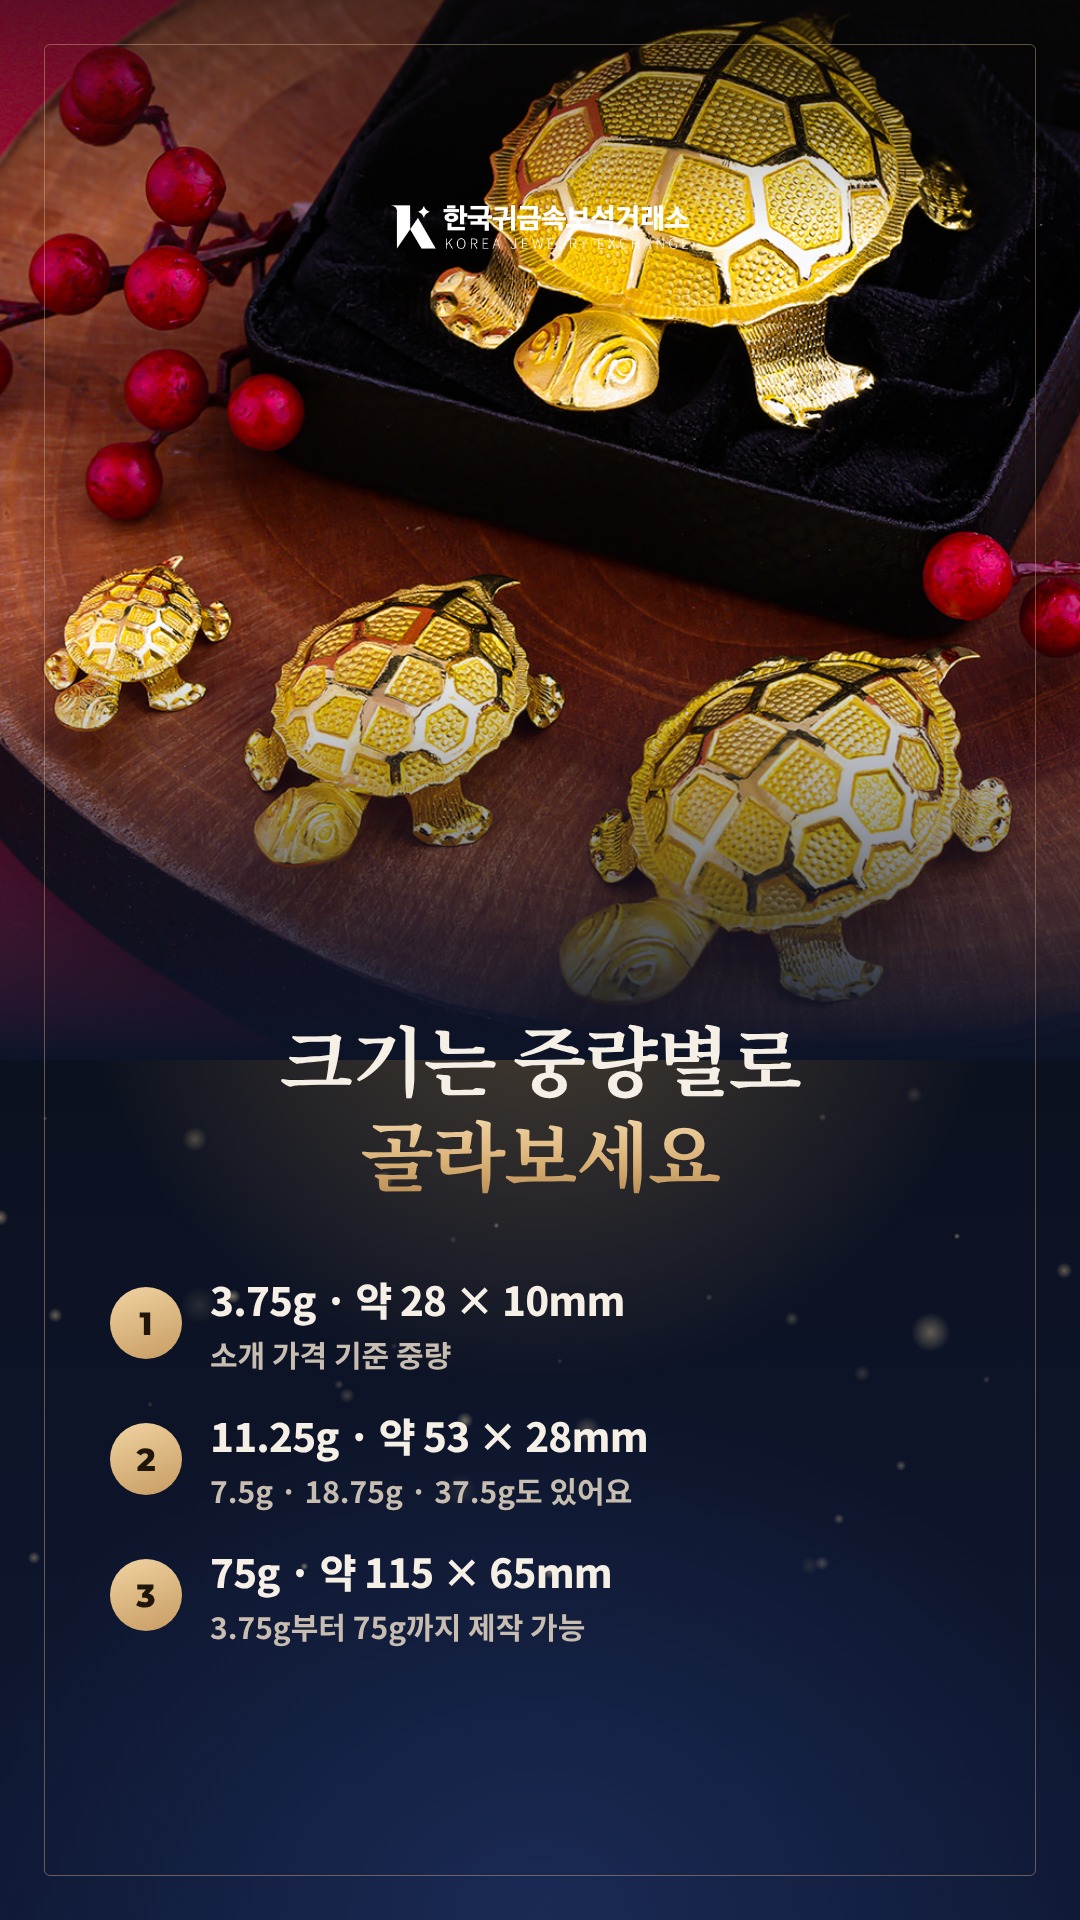 한국귀금속보석거래소
KOREA JEWELRY EXCHANGE
크기는 중량별로
골라보세요
1
3.75g · 약 28 × 10mm
소개 가격 기준 중량
2
11.25g · 약 53 × 28mm
7.5g · 18.75g · 37.5g도 있어요
3
75g · 약 115 × 65mm
3.75g부터 75g까지 제작 가능